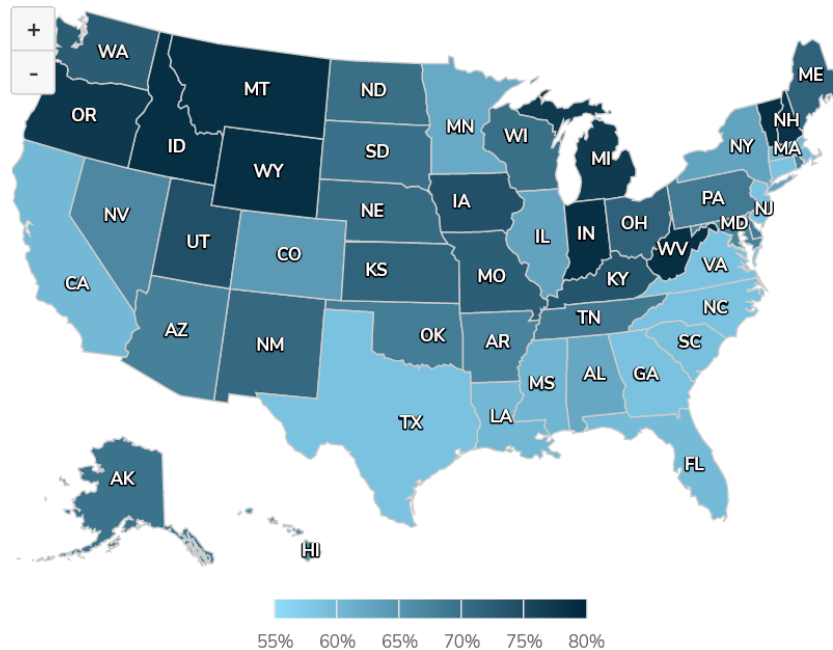 +
-
WA
MT
ND
MN
ME
OR
ID
WY
SD
WI
MI
NY
NH
MA
NV
UT
CO
NE
KS
IA
MO
IL
IN
OH
PA
NJ
MD
WV
VA
KY
CA
AZ
NM
OK
AR
TN
NC
SC
TX
LA
MS
AL
GA
FL
AK
HI
55% 60% 65% 70% 75% 80%